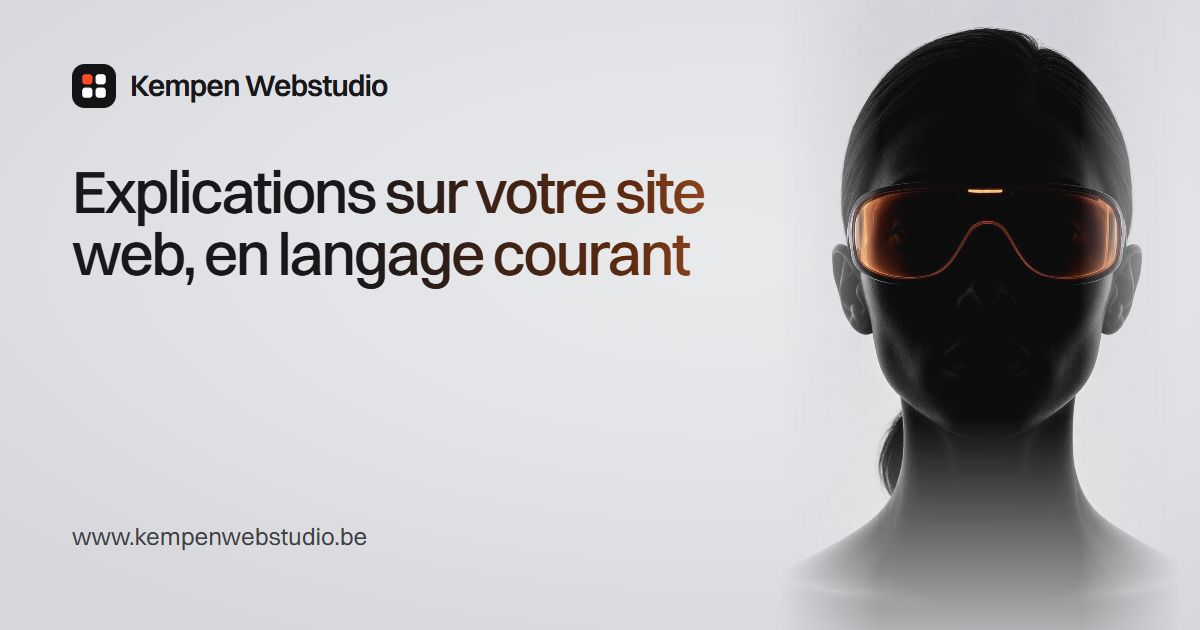 Kempen Webstudio
Explications sur votre site
web, en langage courant
www.kempenwebstudio.be